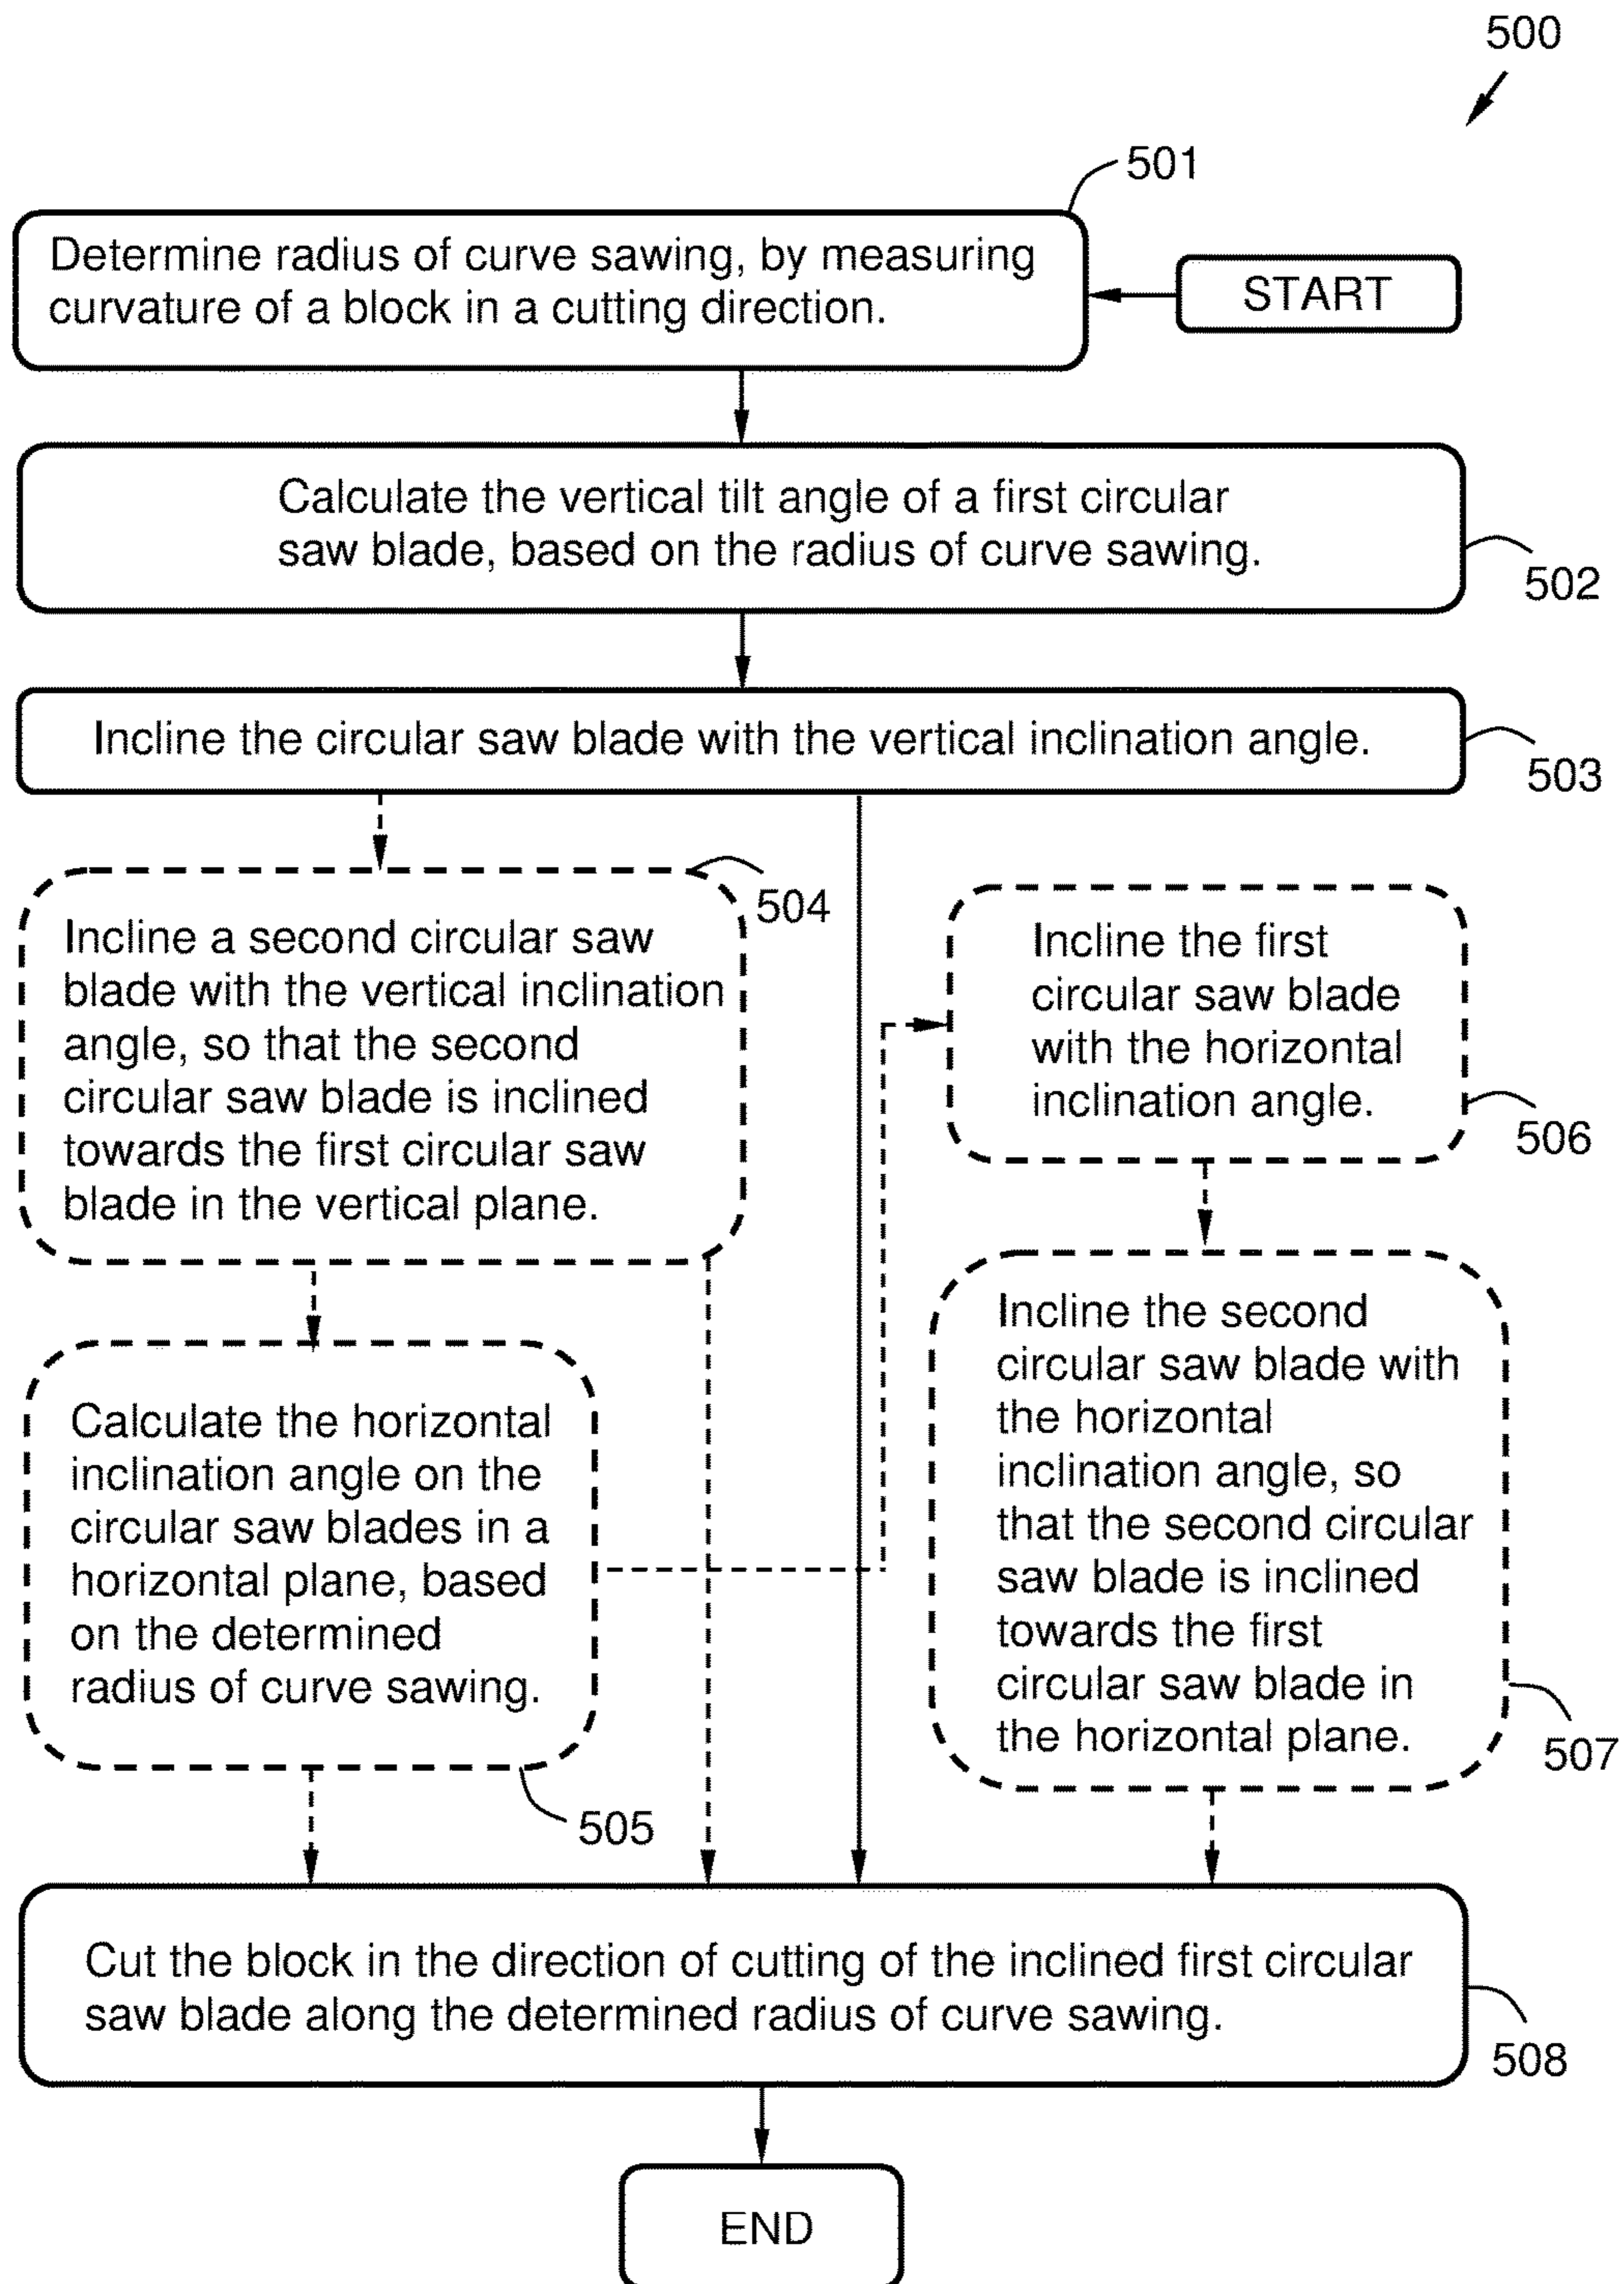 500
501
Determine radius of curve sawing, by measuring
curvature of a block in a cutting direction.
START
Calculate the vertical tilt angle of a first circular
saw blade, based on the radius of curve sawing.
502
Incline the circular saw blade with the vertical inclination angle.
503
504
Incline a second circular saw
blade with the vertical inclination
angle, so that the second
circular saw blade is inclined
towards the first circular saw
blade in the vertical plane.
Incline the first
circular saw blade
with the horizontal
inclination angle.
506
Calculate the horizontal
inclination angle on the
circular saw blades in a
horizontal plane, based
on the determined
radius of curve sawing.
505
Incline the second
circular saw blade with
the horizontal
inclination angle, so
that the second circular
saw blade is inclined
towards the first
circular saw blade in
the horizontal plane.
507
Cut the block in the direction of cutting of the inclined first circular
saw blade along the determined radius of curve sawing.
508
END